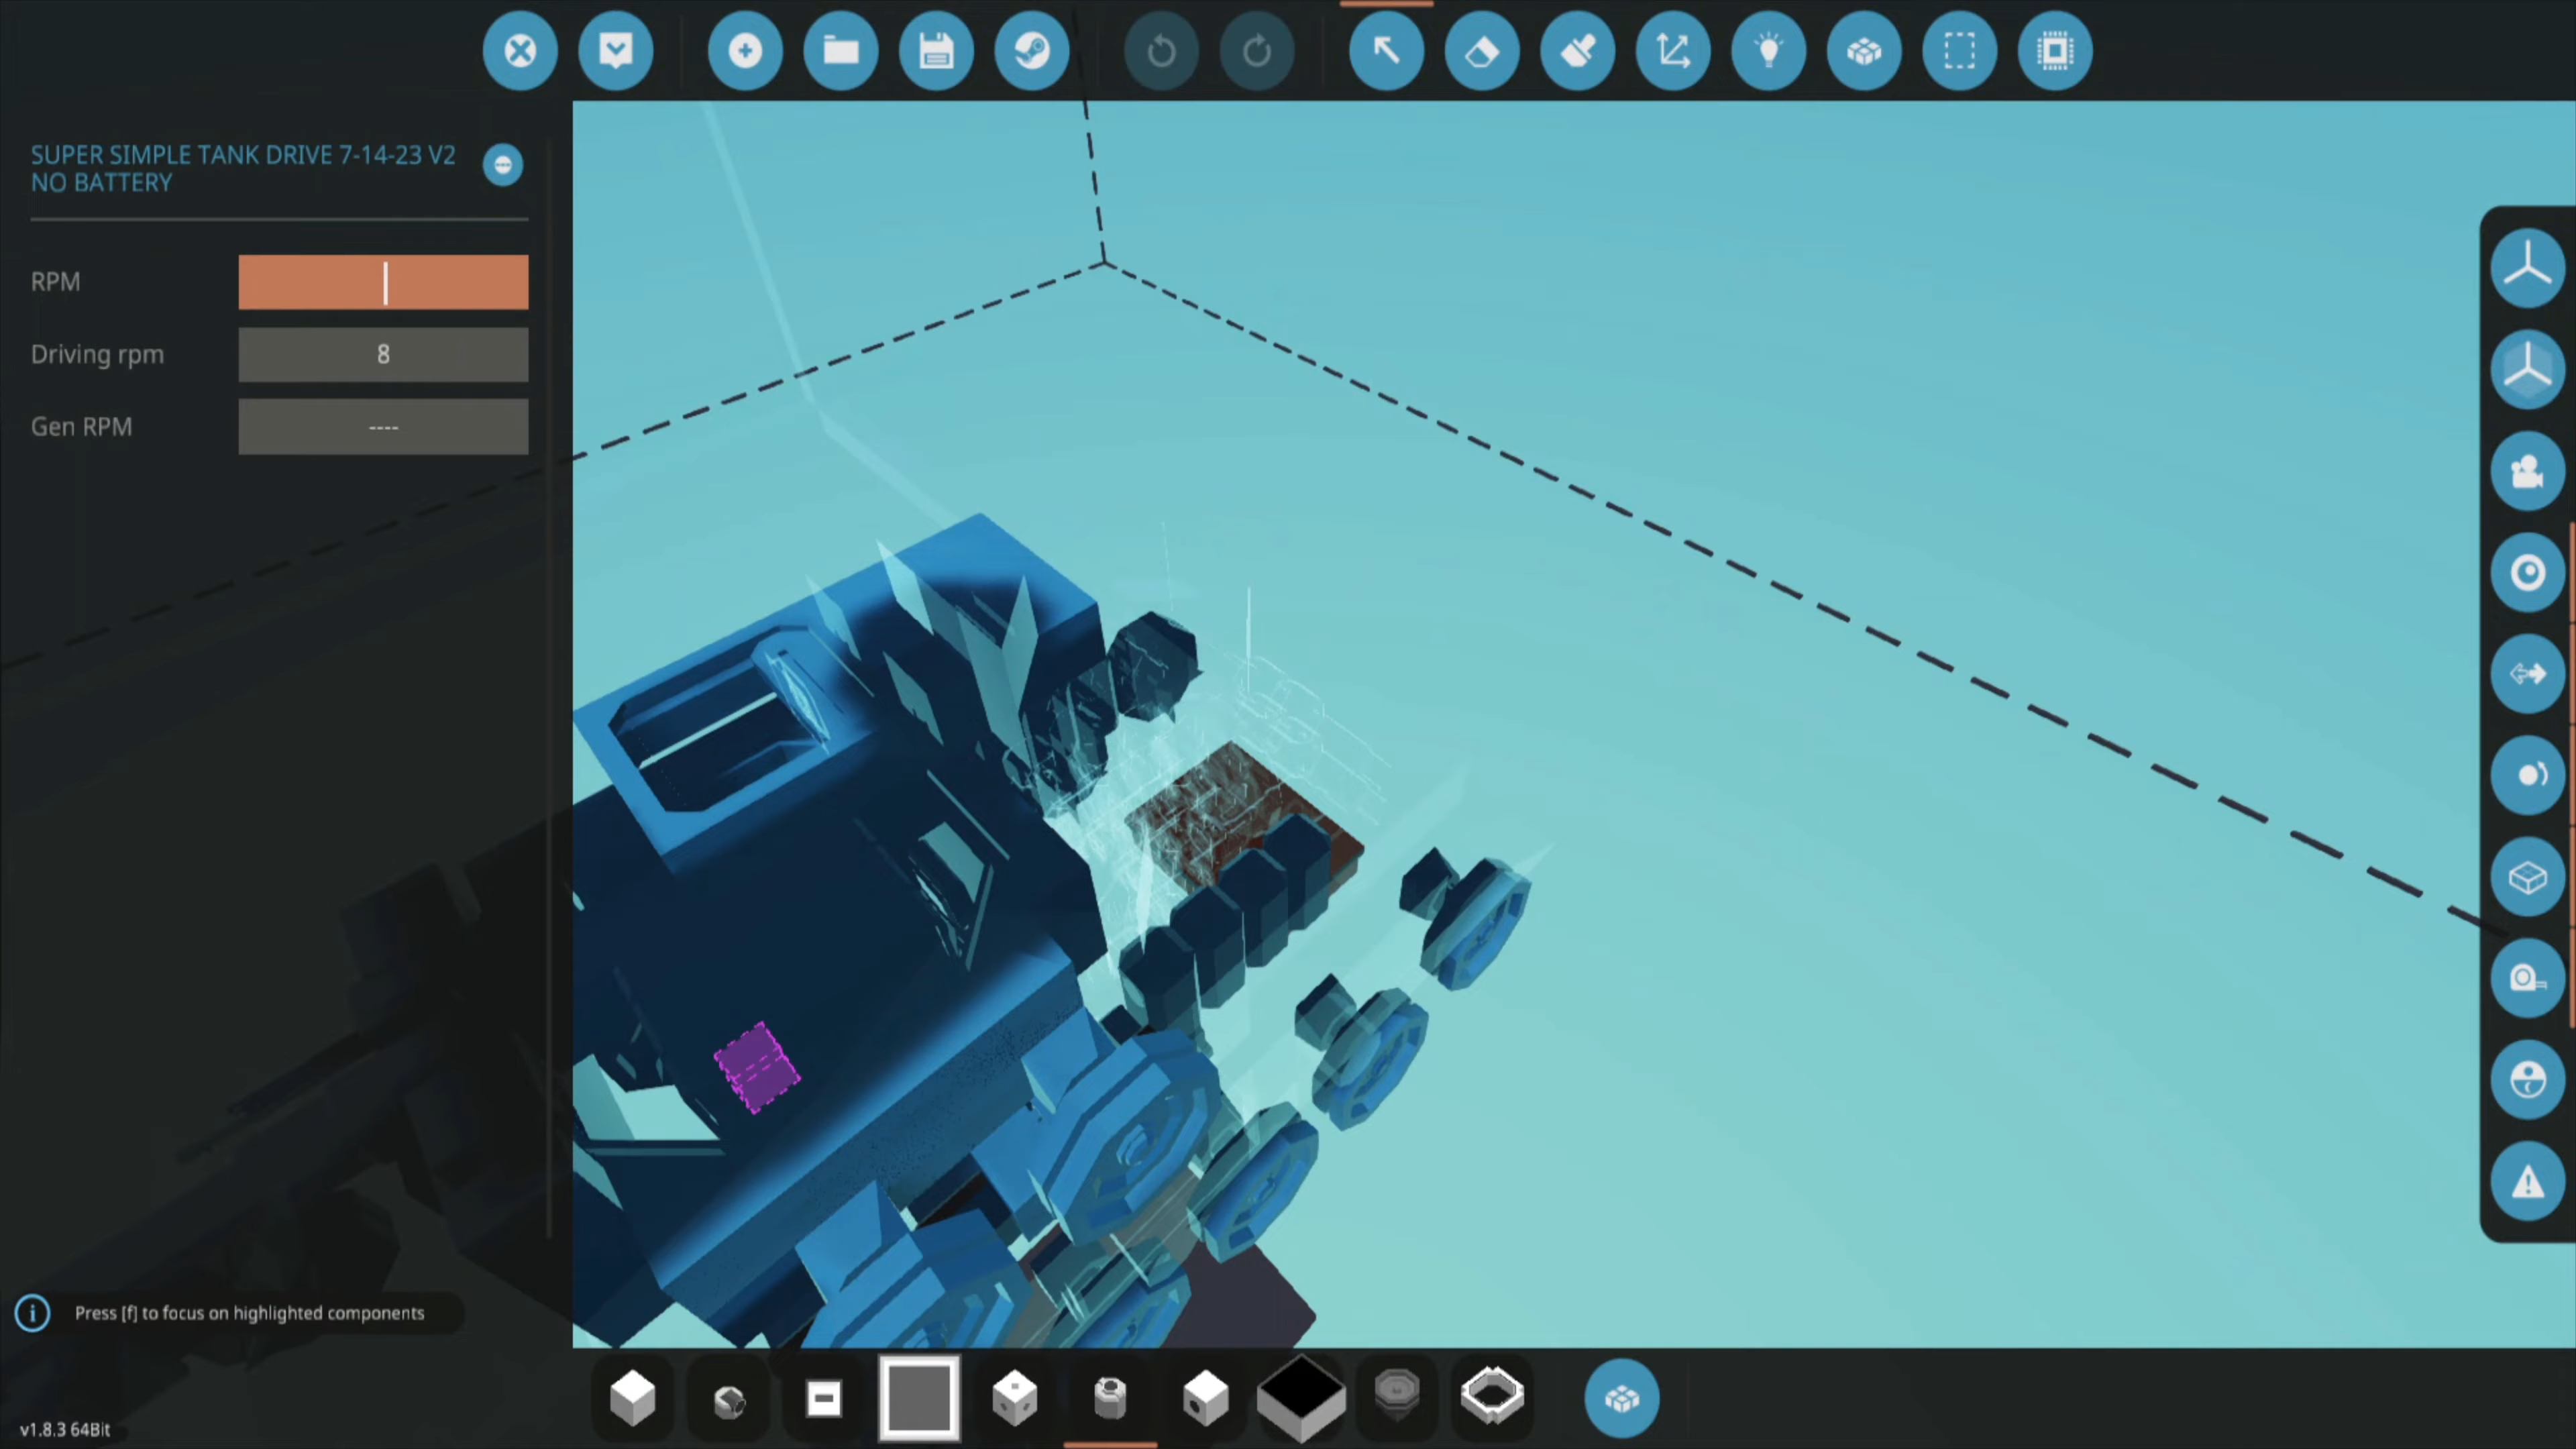 SUPER SIMPLE TANK DRIVE 7-14-23 V2
NO BATTERY
RPM
Driving rpm 8
Gen RPM ----
Press [f] to focus on highlighted components
v1.8.3 64Bit